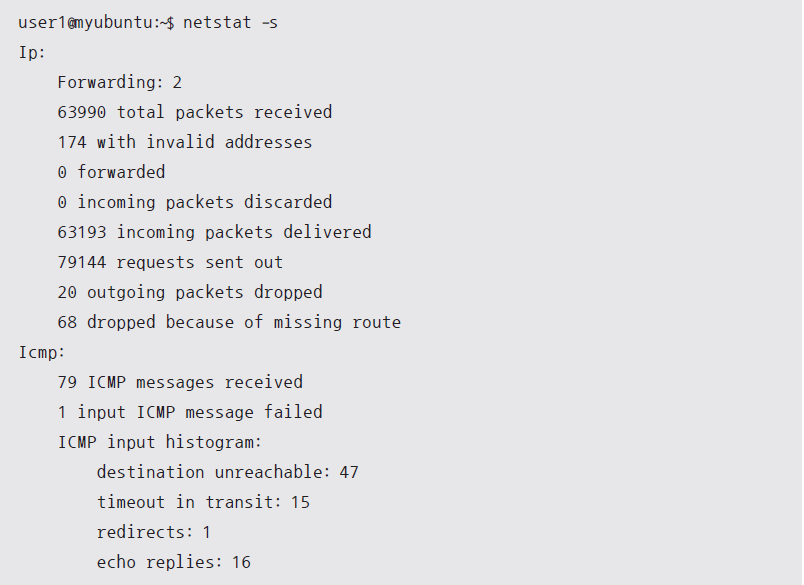 user1@myubuntu:~$ netstat -s
Ip:
    Forwarding: 2
    63990 total packets received
    174 with invalid addresses
    0 forwarded
    0 incoming packets discarded
    63193 incoming packets delivered
    79144 requests sent out
    20 outgoing packets dropped
    68 dropped because of missing route
Icmp:
    79 ICMP messages received
    1 input ICMP message failed
    ICMP input histogram:
        destination unreachable: 47
        timeout in transit: 15
        redirects: 1
        echo replies: 16